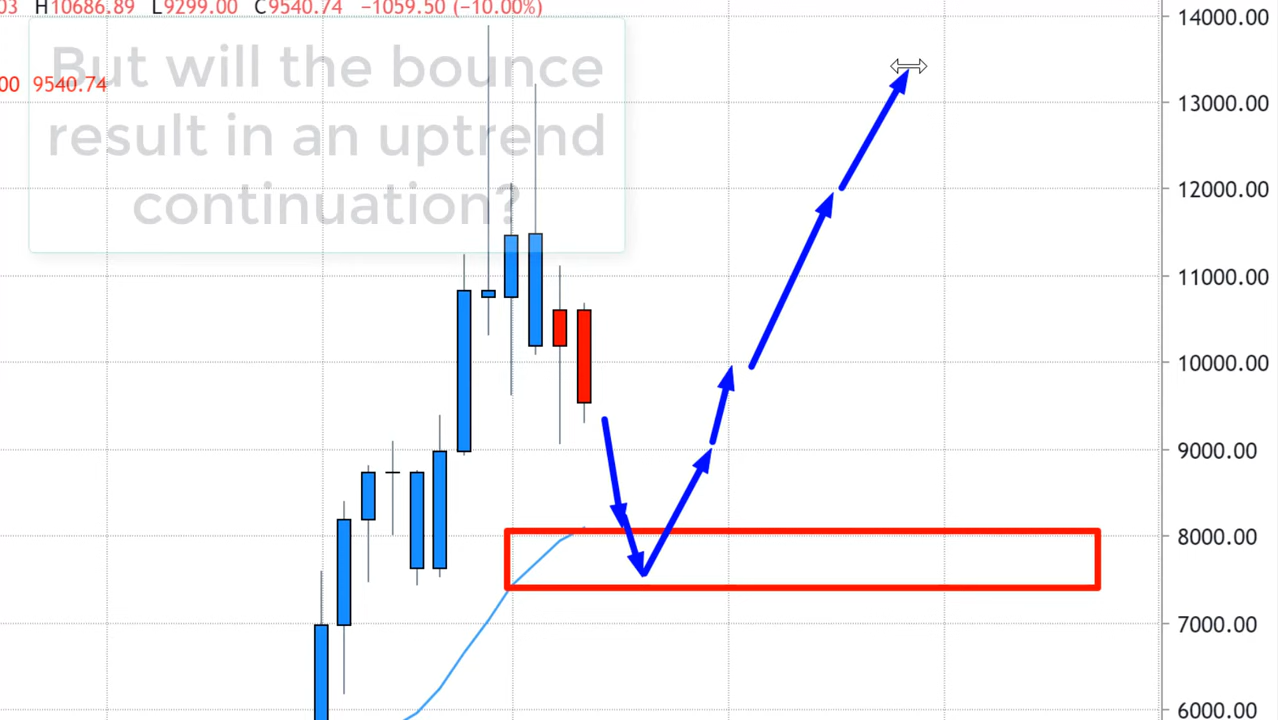 03 H10686.89 L9299.00 C9540.74 −1059.50 (−10.00%)
00 9540.74
But will the bounce
result in an uptrend
continuation?
14000.00
13000.00
12000.00
11000.00
10000.00
9000.00
8000.00
7000.00
6000.00